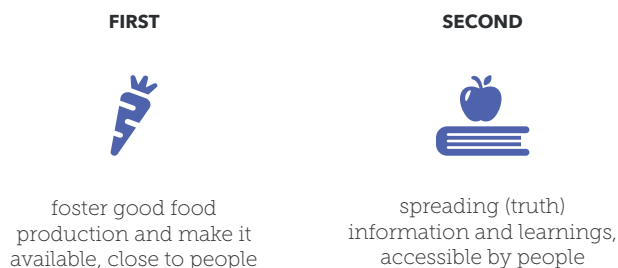 FIRST
foster good food
production and make it
available, close to people
SECOND
spreading (truth)
information and learnings,
accessible by people